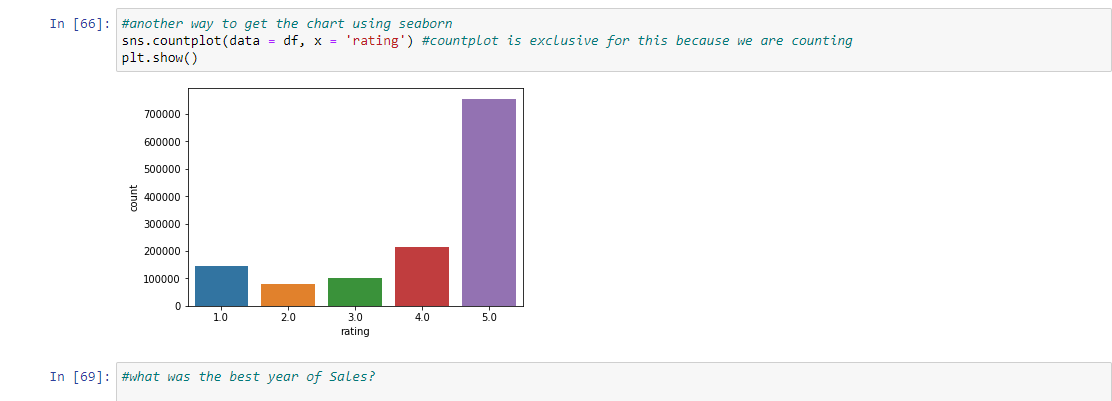 In [66]: #another way to get the chart using seaborn
sns.countplot(data = df, x = 'rating') #countplot is exclusive for this because we are counting
plt.show()
700000
600000
500000
400000
300000
200000
100000
0
count
1.0 2.0 3.0 4.0 5.0
rating
In [69]: #what was the best year of Sales?